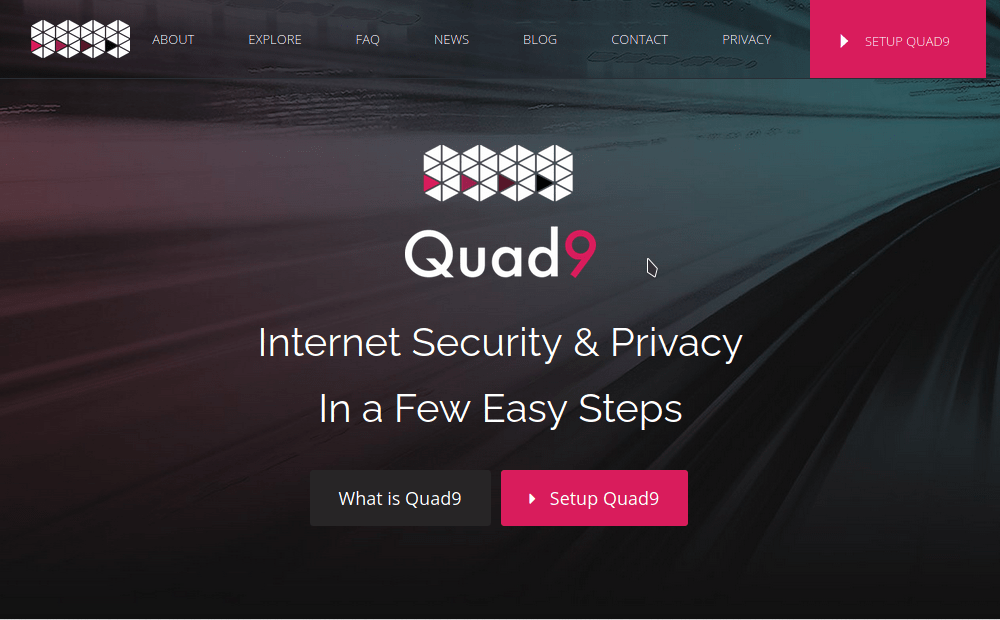 ABOUT EXPLORE FAQ NEWS BLOG CONTACT PRIVACY SETUP QUAD9
Quad9
Internet Security & Privacy
In a Few Easy Steps
What is Quad9 Setup Quad9